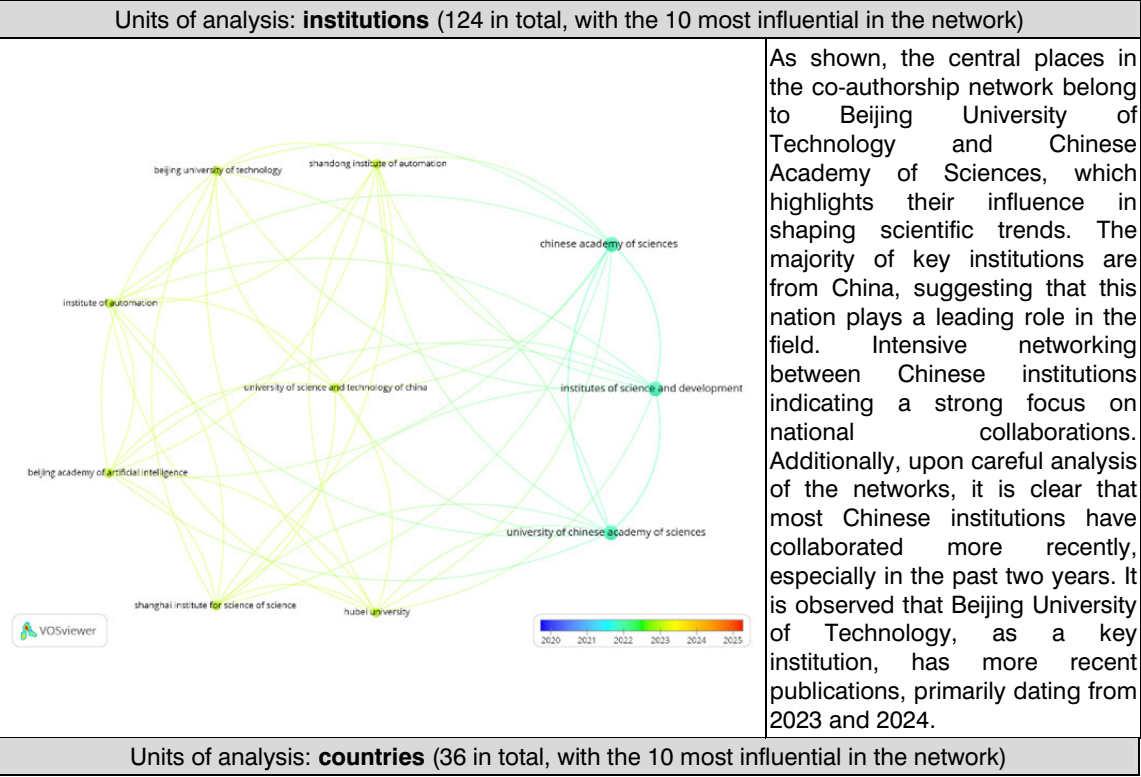 Units of analysis: institutions (124 in total, with the 10 most influential in the network)
beijing university of technology
shandong institute of automation
chinese academy of sciences
institute of automation
university of science and technology of china
institutes of science and development
beijing academy of artificial intelligence
university of chinese academy of sciences
shanghai institute for science of science
hubei university
VOSviewer
2020 2021 2022 2023 2024 2025
As shown, the central places in
the co-authorship network belong
to Beijing University of
Technology and Chinese
Academy of Sciences, which
highlights their influence in
shaping scientific trends. The
majority of key institutions are
from China, suggesting that this
nation plays a leading role in the
field. Intensive networking
between Chinese institutions
indicating a strong focus on
national collaborations.
Additionally, upon careful analysis
of the networks, it is clear that
most Chinese institutions have
collaborated more recently,
especially in the past two years. It
is observed that Beijing University
of Technology, as a key
institution, has more recent
publications, primarily dating from
2023 and 2024.
Units of analysis: countries (36 in total, with the 10 most influential in the network)